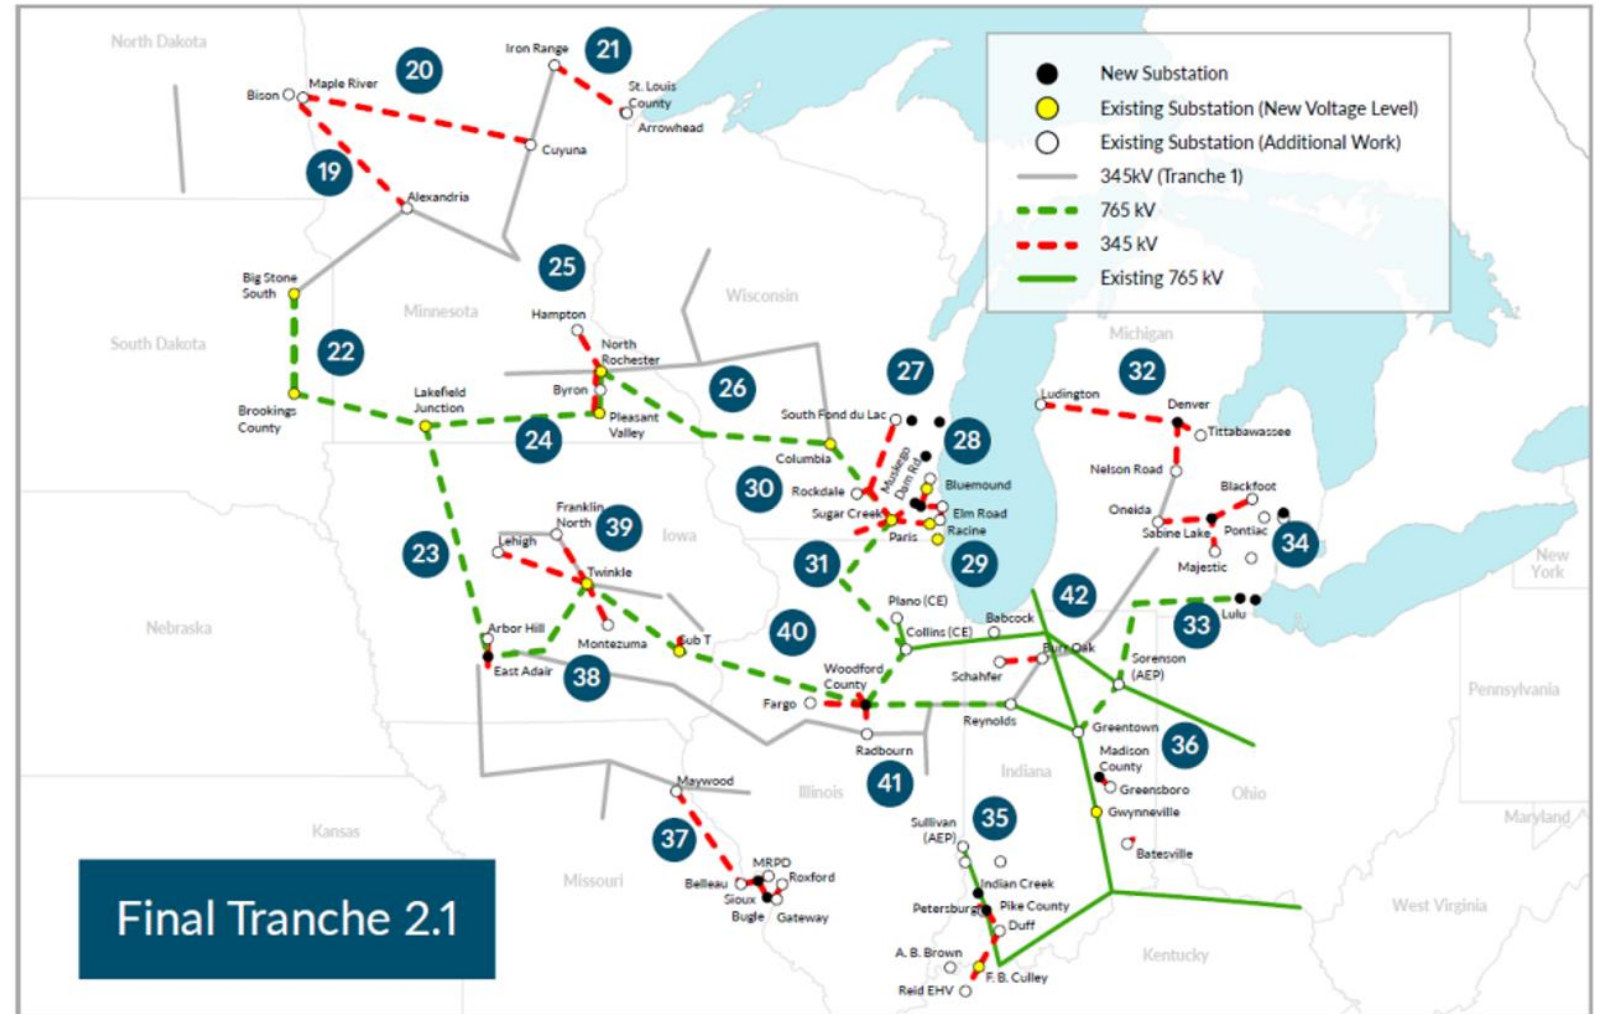 North Dakota
20
Iron Range
21
Bison
Maple River
St. Louis
County
Arrowhead
Cuyuna
19
Alexandria
New Substation
Existing Substation (New Voltage Level)
Existing Substation (Additional Work)
345kV (Tranche 1)
765 kV
345 kV
Existing 765 kV
25
Big Stone
South
Minnesota
Wisconsin
Hampton
South Dakota
22
North
Rochester
Byron
26
27
Michigan
32
Lakefield
Junction
Brookings
County
24
Pleasant
Valley
South Fond du Lac
28
Columbia
Ludington
Denver
Tittabawassee
Nelson Road
30
Rockdale
Muskego
Dam Rd
Bluemound
Sugar Creek
Elm Road
Racine
Paris
Blackfoot
Oneida
Sabine Lake
Pontiac
34
Majestic
Franklin
North
39
Iowa
Lehigh
23
Twinkle
31
29
New
York
Nebraska
Arbor Hill
Montezuma
Sub T
40
Plano (CE)
Babcock
42
Collins (CE)
33
Lulu
East Adair
38
Woodford
County
Schahfer
Burr Oak
Sorenson
(AEP)
Pennsylvania
Fargo
Reynolds
Greentown
36
Radbourn
41
Madison
County
Greensboro
Indiana
Ohio
Maywood
Illinois
Gwynneville
Maryland
Kansas
37
Sullivan
(AEP)
35
Batesville
Missouri
MRPD
Belleau
Roxford
Sioux
Bugle
Gateway
Indian Creek
Petersburg
Pike County
Duff
West Virginia
A. B. Brown
F. B. Culley
Reid EHV
Kentucky
Final Tranche 2.1